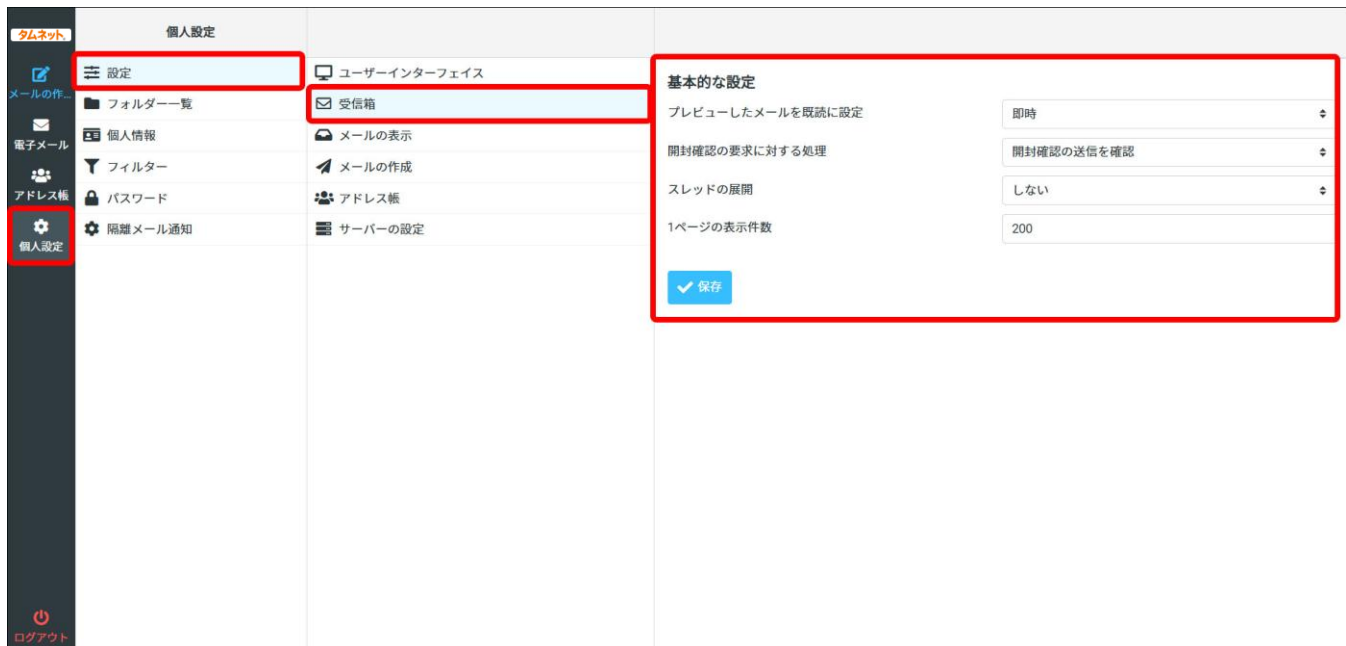 タムネット。
メールの作...
電子メール
アドレス帳
個人設定
ログアウト
個人設定
設定
フォルダー一覧
個人情報
フィルター
パスワード
隔離メール通知
ユーザーインターフェイス
受信箱
メールの表示
メールの作成
アドレス帳
サーバーの設定
基本的な設定
プレビューしたメールを既読に設定 即時
開封確認の要求に対する処理 開封確認の送信を確認
スレッドの展開 しない
1ページの表示件数 200
保存